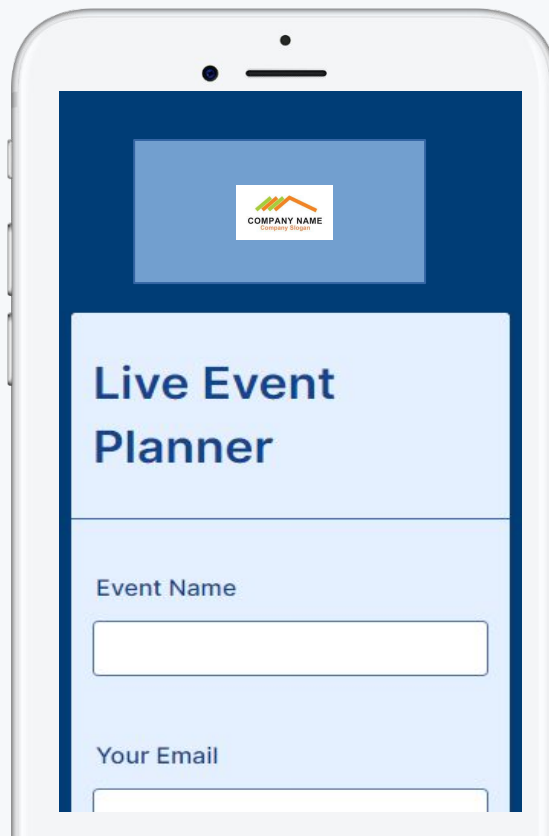 COMPANY NAME
Company Slogan
Live Event
Planner
Event Name
Your Email